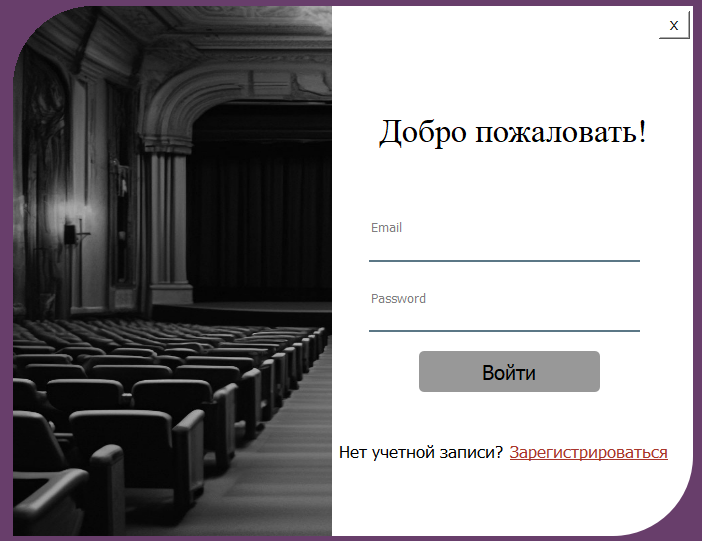 X
Добро пожаловать!
Email
Password
Войти
Нет учетной записи? Зарегистрироваться